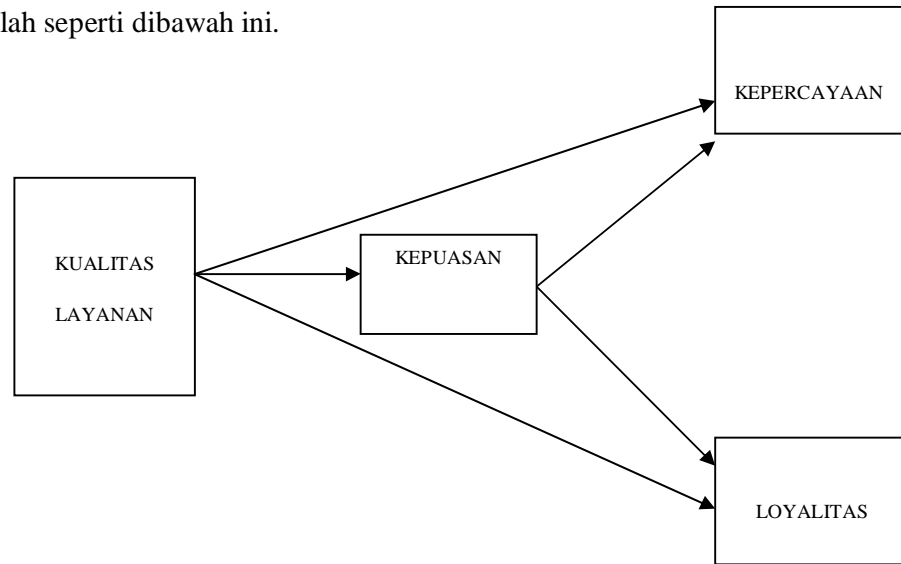 lah seperti dibawah ini.
KEPERCAYAAN
KUALITAS
LAYANAN
KEPUASAN
LOYALITAS